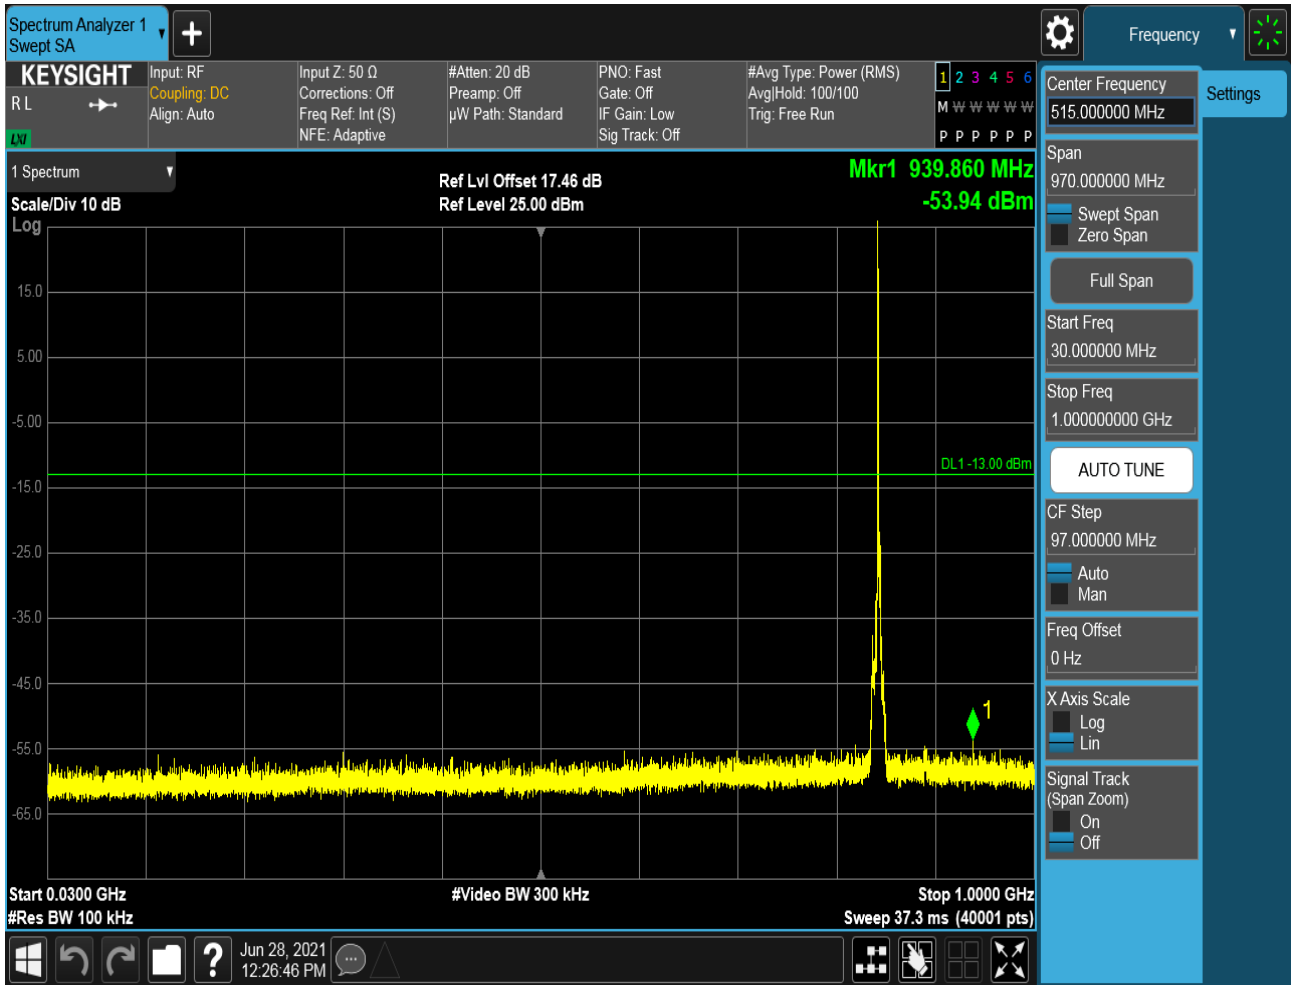 Spectrum Analyzer 1
Swept SA
Frequency
KEYSIGHT
R L
LXI
Input: RF
Coupling: DC
Align: Auto
Input Z: 50 Ω
Corrections: Off
Freq Ref: Int (S)
NFE: Adaptive
#Atten: 20 dB
Preamp: Off
µW Path: Standard
PNO: Fast
Gate: Off
IF Gain: Low
Sig Track: Off
#Avg Type: Power (RMS)
Avg|Hold: 100/100
Trig: Free Run
1 2 3 4 5 6
M W W W W W
P P P P P P
1 Spectrum
Scale/Div 10 dB
Log
Ref Lvl Offset 17.46 dB
Ref Level 25.00 dBm
Mkr1 939.860 MHz
-53.94 dBm
15.0
5.00
-5.00
DL1 -13.00 dBm
-15.0
-25.0
-35.0
-45.0
1
-55.0
-65.0
Start 0.0300 GHz
#Video BW 300 kHz
Stop 1.0000 GHz
#Res BW 100 kHz
Sweep 37.3 ms (40001 pts)
?
Jun 28, 2021
12:26:46 PM
Center Frequency
515.000000 MHz
Settings
Span
970.000000 MHz
Swept Span
Zero Span
Full Span
Start Freq
30.000000 MHz
Stop Freq
1.000000000 GHz
AUTO TUNE
CF Step
97.000000 MHz
Auto
Man
Freq Offset
0 Hz
X Axis Scale
Log
Lin
Signal Track
(Span Zoom)
On
Off